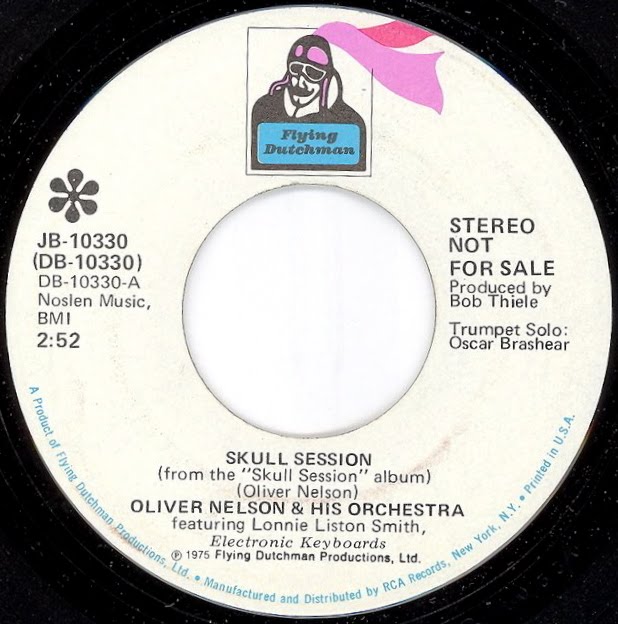 Flying
Dutchman
JB-10330
(DB-10330)
DB-10330-A
Noslen Music,
BMI
2:52
STEREO
NOT
FOR SALE
Produced by
Bob Thiele
Trumpet Solo:
Oscar Brashear
SKULL SESSION
(from the "Skull Session" album)
(Oliver Nelson)
OLIVER NELSON & HIS ORCHESTRA
featuring Lonnie Liston Smith,
Electronic Keyboards
℗ 1975 Flying Dutchman Productions, Ltd.
A Product of Flying Dutchman Productions, Ltd. • Manufactured and Distributed by RCA Records, New York, N.Y. • Printed in U.S.A.